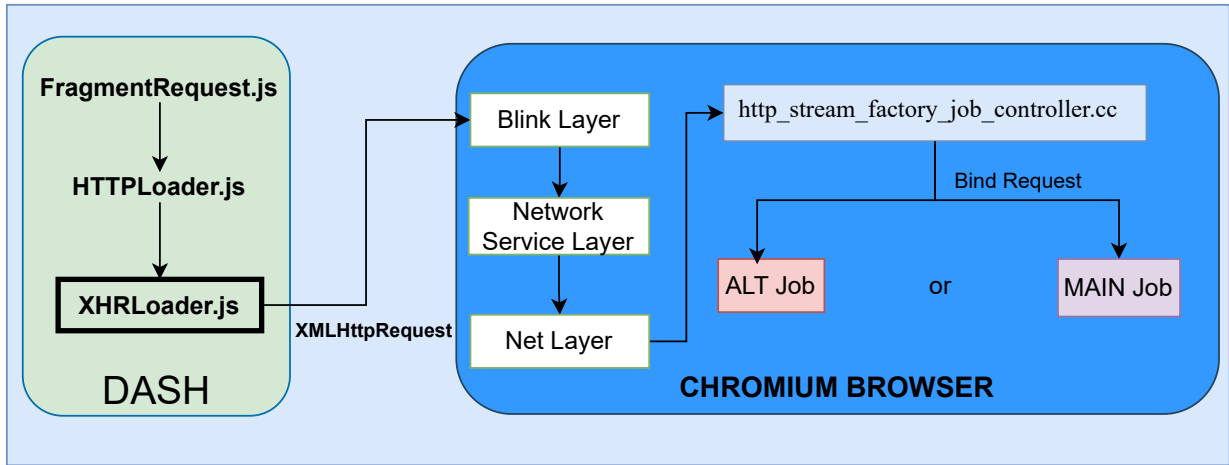 FragmentRequest.js
HTTPLoader.js
XHRLoader.js
DASH
XMLHttpRequest
Blink Layer
Network
Service Layer
Net Layer
http_stream_factory_job_controller.cc
Bind Request
ALT Job
or
MAIN Job
CHROMIUM BROWSER